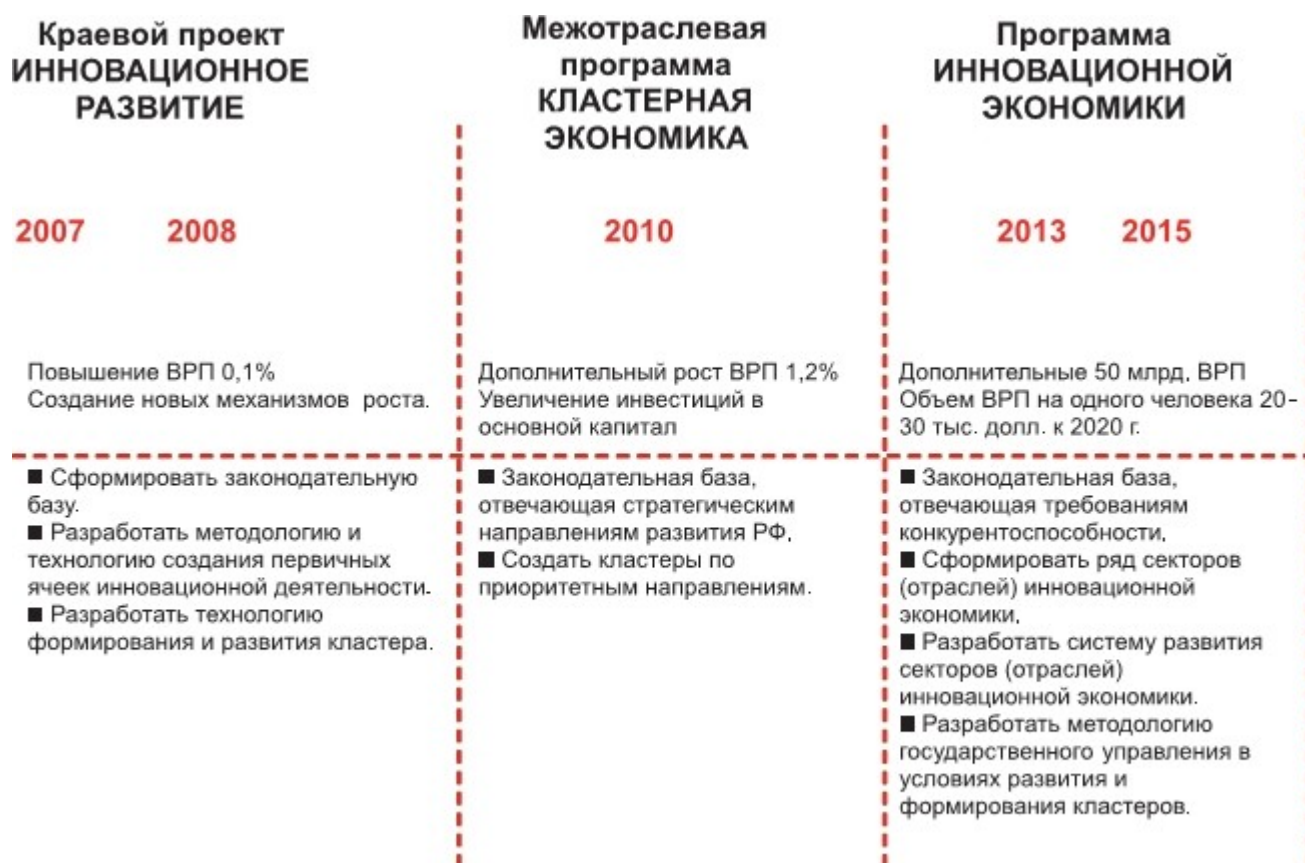 Краевой проект
ИННОВАЦИОННОЕ
РАЗВИТИЕ
Межотраслевая
программа
КЛАСТЕРНАЯ
ЭКОНОМИКА
Программа
ИННОВАЦИОННОЙ
ЭКОНОМИКИ
2007 2008
2010
2013 2015
Повышение ВРП 0,1%
Создание новых механизмов роста.
Дополнительный рост ВРП 1,2%
Увеличение инвестиций в
основной капитал
Дополнительные 50 млрд, ВРП
Объем ВРП на одного человека 20-
30 тыс. долл. к 2020 г.
■ Сформировать законодательную
базу.
■ Разработать методологию и
технологию создания первичных
ячеек инновационной деятельности.
■ Разработать технологию
формирования и развития кластера.
■ Законодательная база,
отвечающая стратегическим
направлениям развития РФ,
■ Создать кластеры по
приоритетным направлениям.
■ Законодательная база,
отвечающая требованиям
конкурентоспособности,
■ Сформировать ряд секторов
(отраслей) инновационной
экономики,
■ Разработать систему развития
секторов (отраслей)
инновационной экономики.
■ Разработать методологию
государственного управления в
условиях развития и
формирования кластеров.